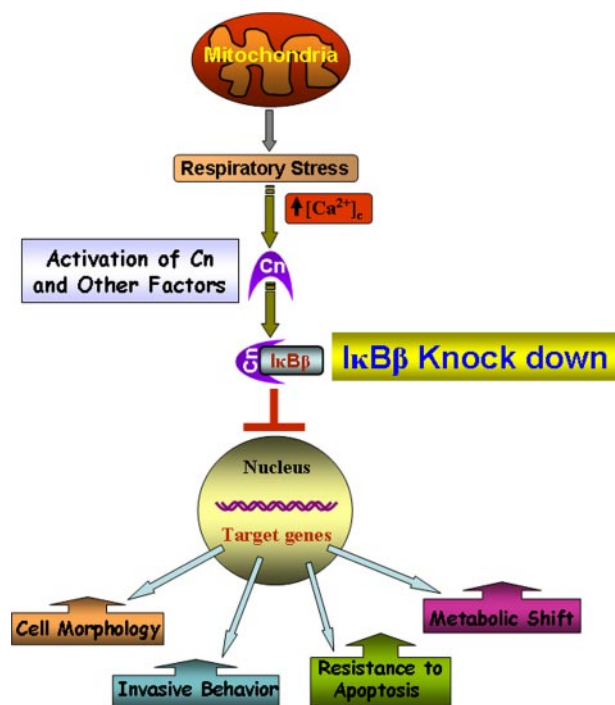 Mitochondria
Respiratory Stress
[Ca²⁺]c
Activation of Cn
and Other Factors
Cn
Cn
IκBβ
IκBβ Knock down
Nucleus
Target genes
Cell Morphology
Metabolic Shift
Invasive Behavior
Resistance to
Apoptosis